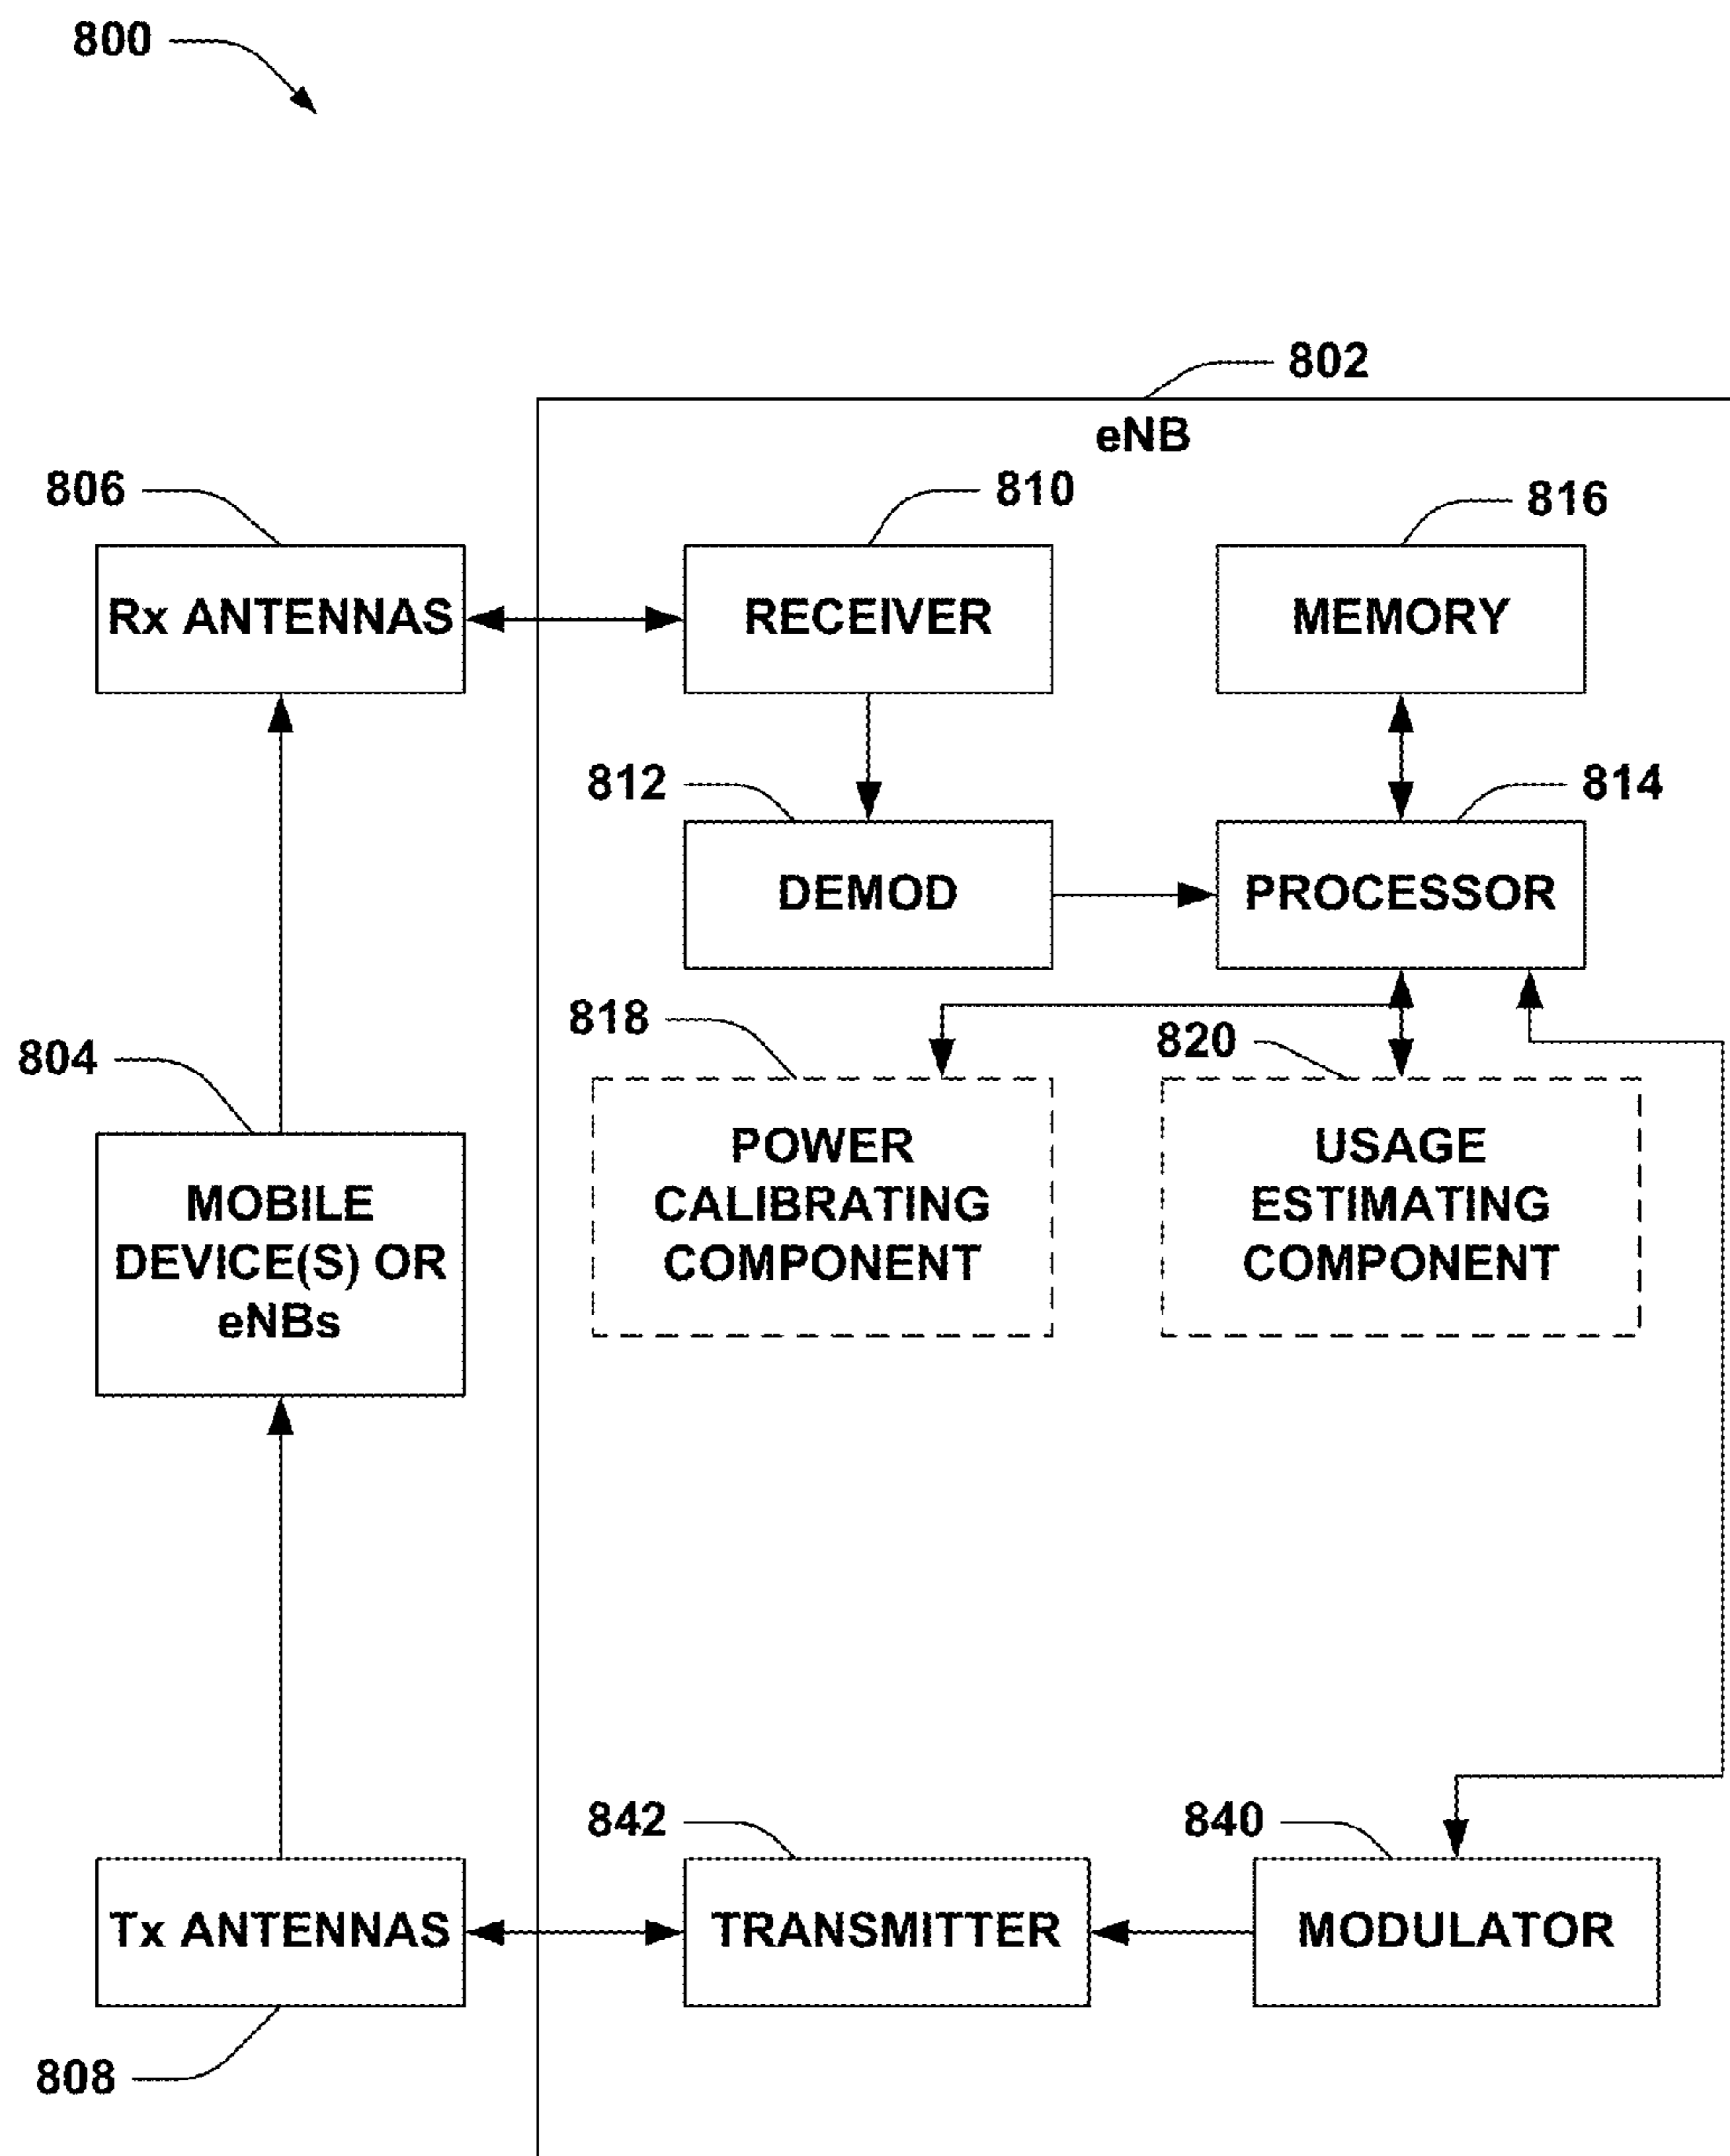 800
802
eNB
806
810
816
Rx ANTENNAS
RECEIVER
MEMORY
812
814
DEMOD
PROCESSOR
818
820
804
POWER
CALIBRATING
COMPONENT
USAGE
ESTIMATING
COMPONENT
MOBILE
DEVICE(S) OR
eNBs
842
840
Tx ANTENNAS
TRANSMITTER
MODULATOR
808